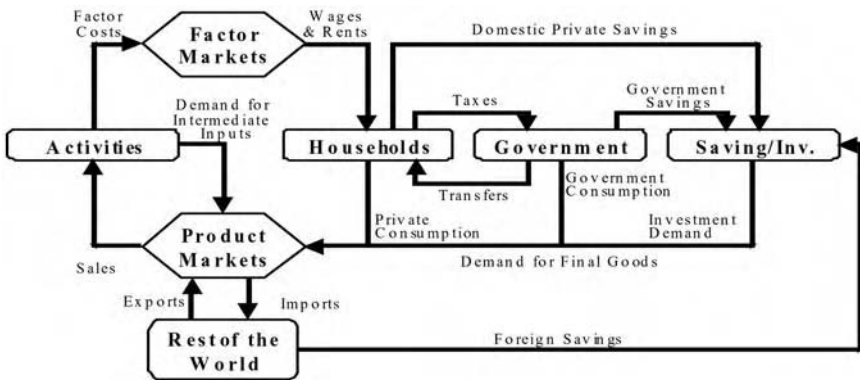 Factor
Costs
Factor
Markets
Wages
& Rents
Domestic Private Savings
Demand for
Intermediate
Inputs
Taxes
Government
Savings
Activities
Households
Government
Saving/Inv.
Transfers
Government
Consumption
Private
Consumption
Investment
Demand
Product
Markets
Sales
Demand for Final Goods
Exports
Imports
Restof the
World
Foreign Savings